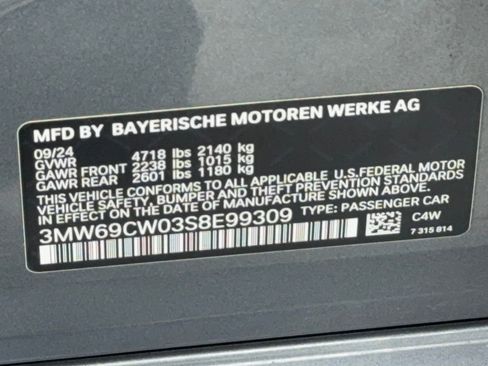 MFD BY BAYERISCHE MOTOREN WERKE AG
09/24
GVWR 4718 lbs 2140 kg
GAWR FRONT 2238 lbs 1015 kg
GAWR REAR 2601 lbs 1180 kg
THIS VEHICLE CONFORMS TO ALL APPLICABLE U.S.FEDERAL MOTOR
VEHICLE SAFETY, BUMPER, AND THEFT PREVENTION STANDARDS
IN EFFECT ON THE DATE OF MANUFACTURE SHOWN ABOVE.
3MW69CW03S8E99309 TYPE: PASSENGER CAR
C4W
7 315 814